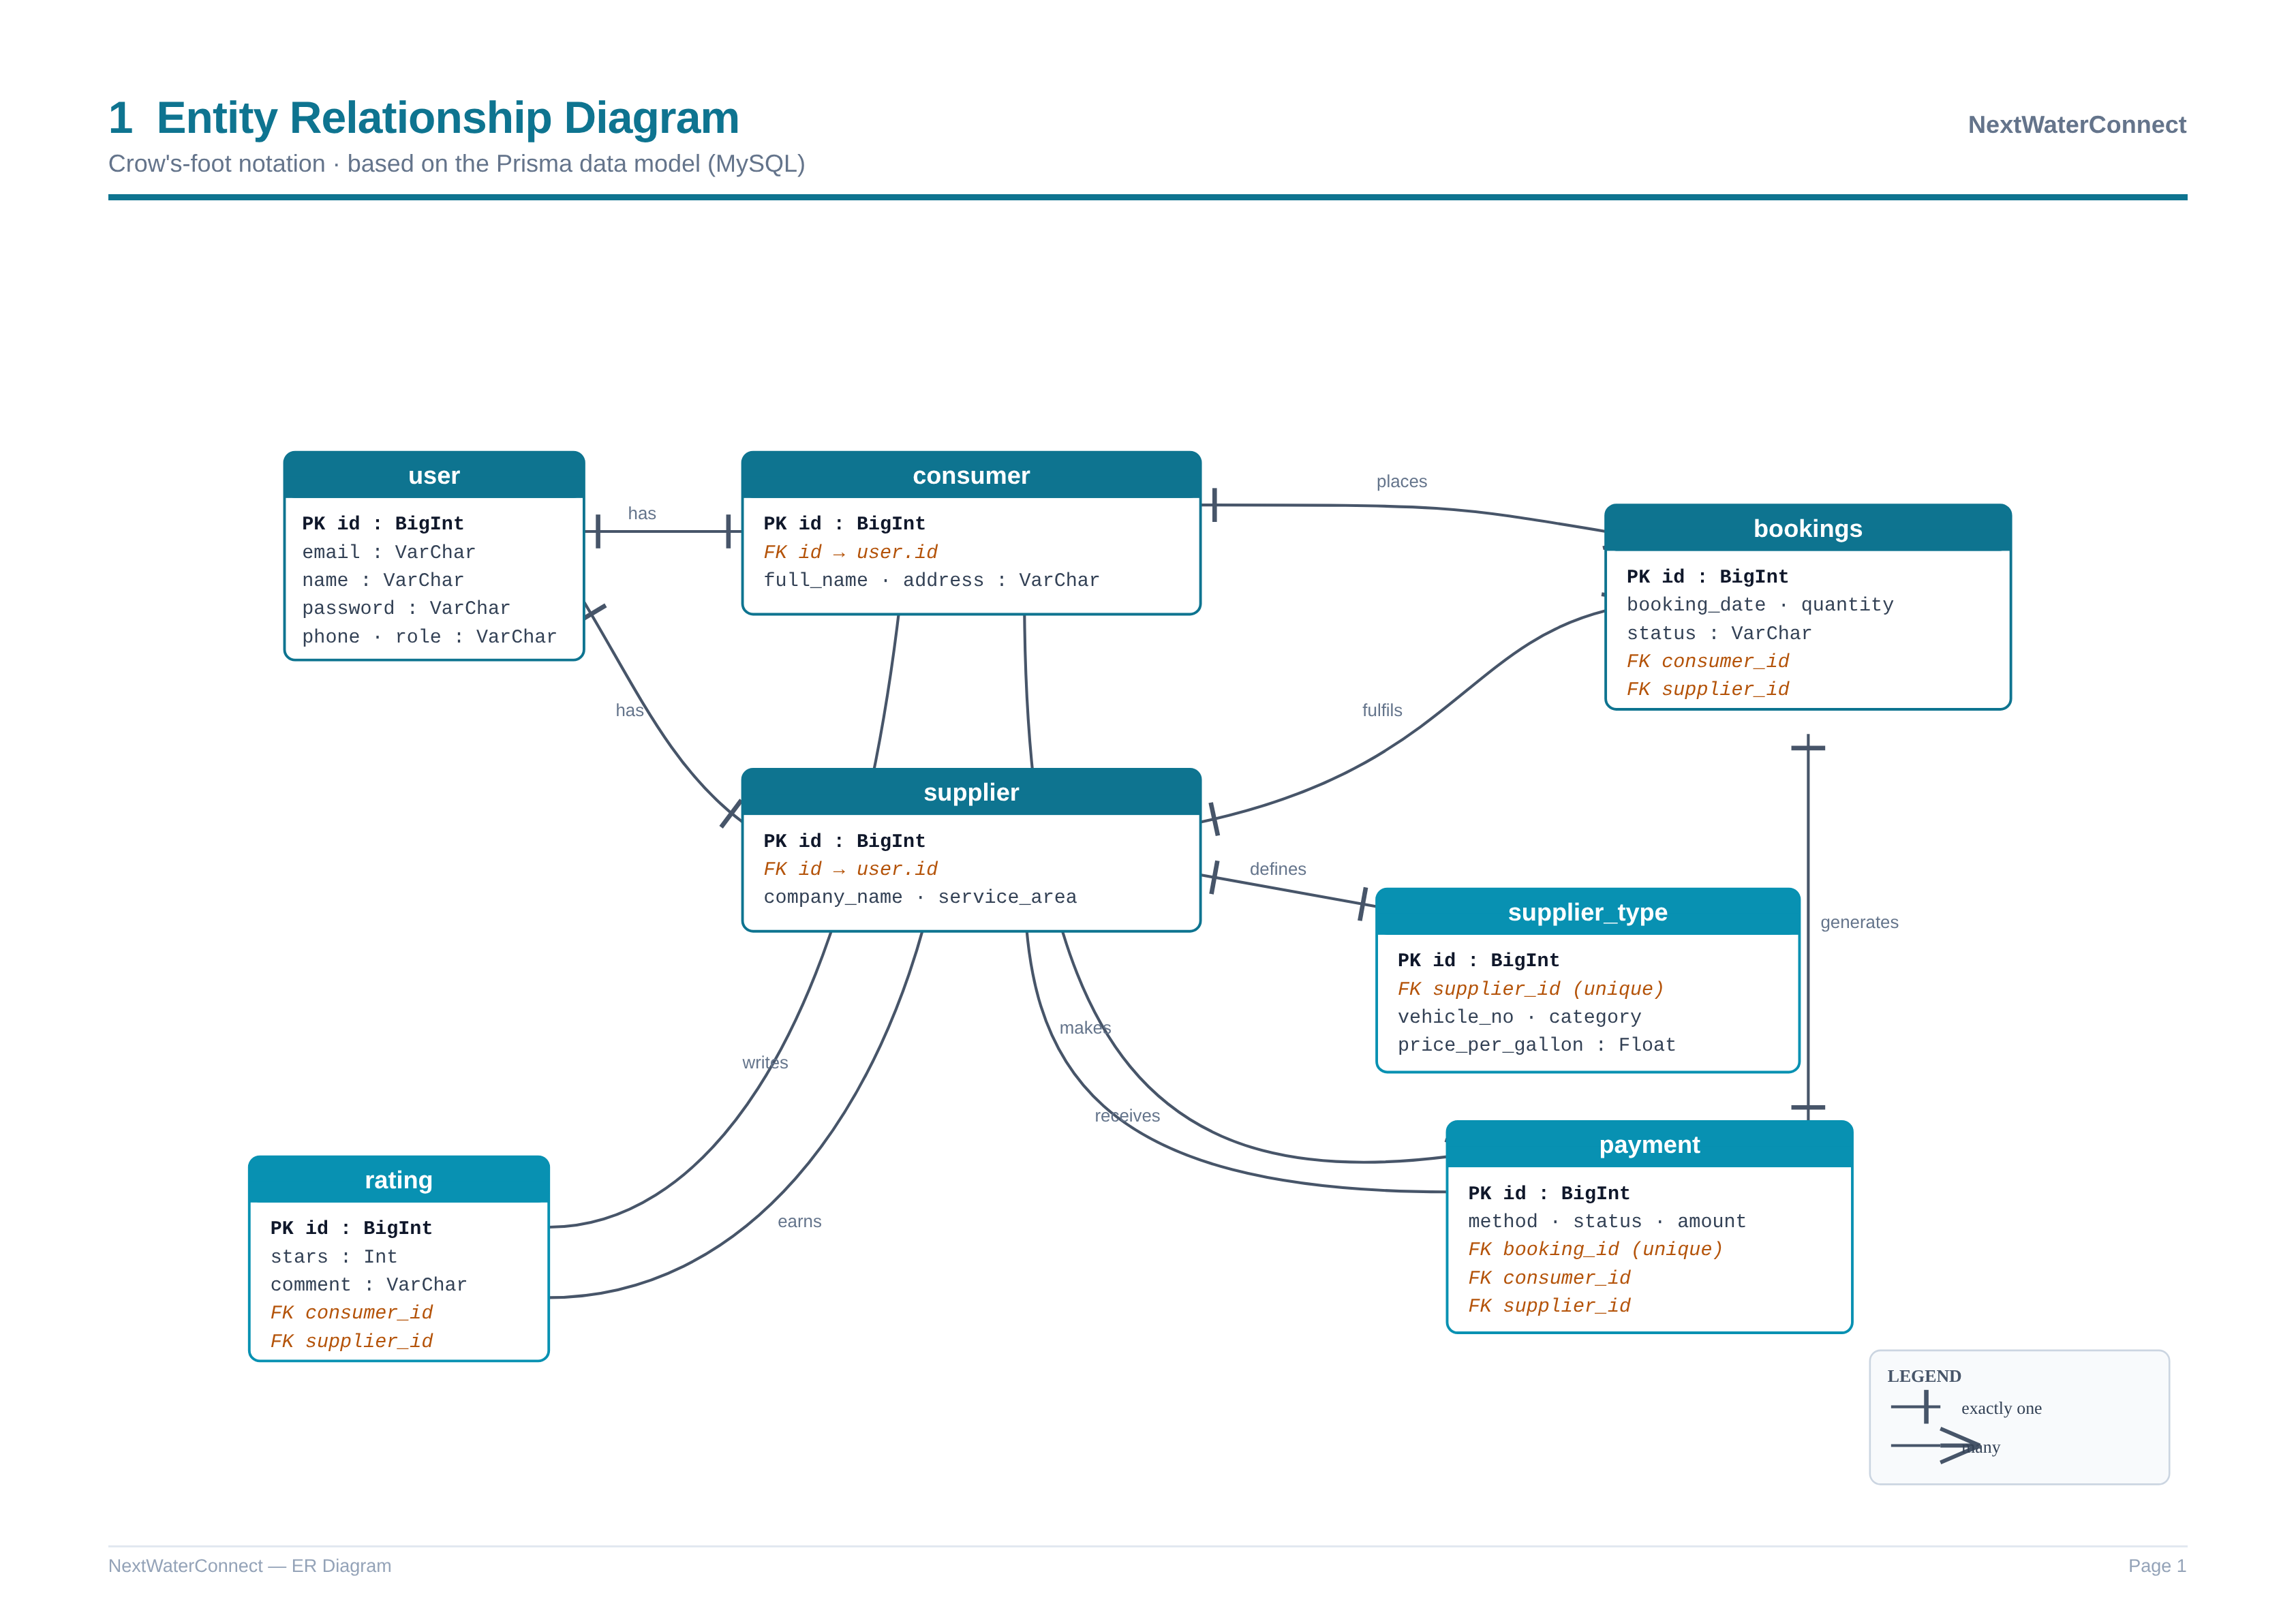 1 Entity Relationship Diagram
NextWaterConnect
Crow's-foot notation · based on the Prisma data model (MySQL)
user
PK id : BigInt
email : VarChar
name : VarChar
password : VarChar
phone · role : VarChar
has
consumer
PK id : BigInt
FK id → user.id
full_name · address : VarChar
places
bookings
PK id : BigInt
booking_date · quantity
status : VarChar
FK consumer_id
FK supplier_id
has
fulfils
supplier
PK id : BigInt
FK id → user.id
company_name · service_area
defines
supplier_type
PK id : BigInt
FK supplier_id (unique)
vehicle_no · category
price_per_gallon : Float
generates
makes
writes
receives
payment
PK id : BigInt
method · status · amount
FK booking_id (unique)
FK consumer_id
FK supplier_id
rating
PK id : BigInt
stars : Int
comment : VarChar
FK consumer_id
FK supplier_id
earns
LEGEND
exactly one
many
NextWaterConnect — ER Diagram
Page 1